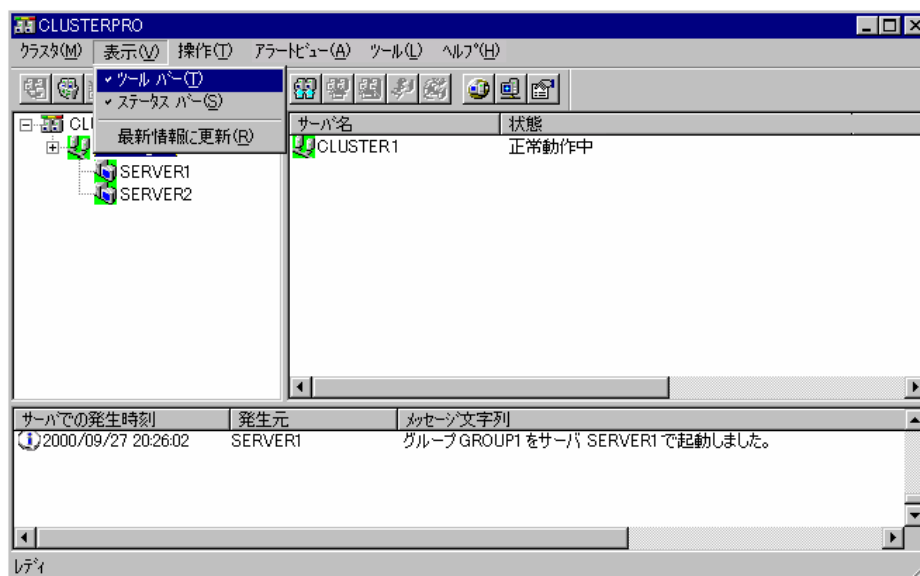 CLUSTERPRO
クラスタ(M) 表示(V) 操作(T) アラートビュー(A) ツール(L) ヘルプ(H)
ツール バー(T)
ステータス バー(S)
最新情報に更新(R)
CL
SERVER1
SERVER2
サーバ名 状態
CLUSTER1 正常動作中
サーバでの発生時刻 発生元 メッセージ文字列
2000/09/27 20:26:02 SERVER1 グループ GROUP1 をサーバ SERVER1 で起動しました。
レディ